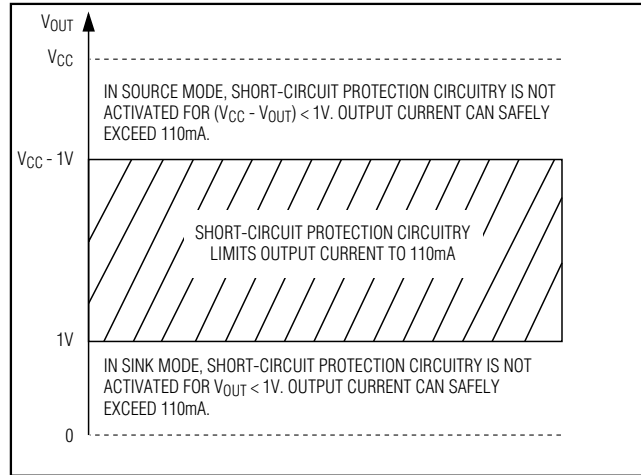 VOUT
VCC
IN SOURCE MODE, SHORT-CIRCUIT PROTECTION CIRCUITRY IS NOT
ACTIVATED FOR (VCC - VOUT) < 1V. OUTPUT CURRENT CAN SAFELY
EXCEED 110mA.
VCC - 1V
SHORT-CIRCUIT PROTECTION CIRCUITRY
LIMITS OUTPUT CURRENT TO 110mA
1V
IN SINK MODE, SHORT-CIRCUIT PROTECTION CIRCUITRY IS NOT
ACTIVATED FOR VOUT < 1V. OUTPUT CURRENT CAN SAFELY
EXCEED 110mA.
0